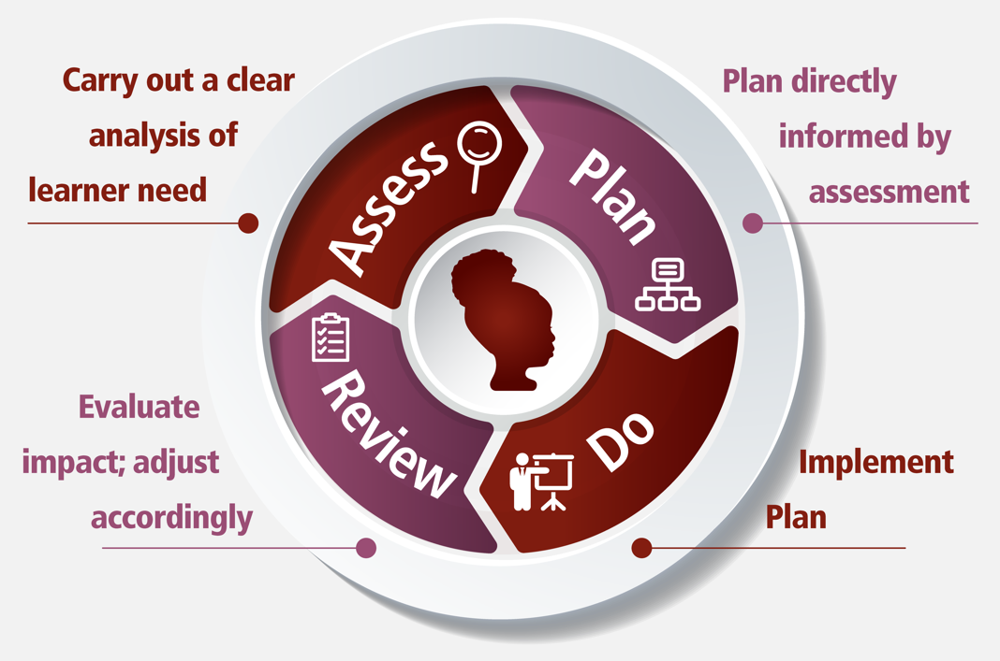 Carry out a clear
analysis of
learner need
Plan directly
informed by
assessment
Assess
Plan
Review
Do
Evaluate
impact; adjust
accordingly
Implement
Plan